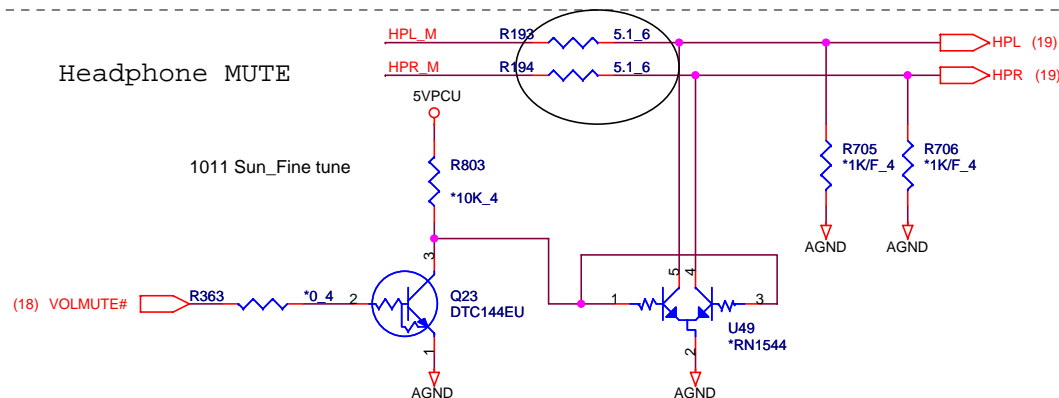 HPL_M R193 5.1_6 HPL (19)
HPR_M R194 5.1_6 HPR (19)
Headphone MUTE
5VPCU
1011 Sun_Fine tune
R803
*10K_4
R705
*1K/F_4
R706
*1K/F_4
AGND AGND
3
5 4
(18) VOLMUTE# R363 *0_4 2
Q23
DTC144EU
1 3
U49
*RN1544
1
2
AGND AGND